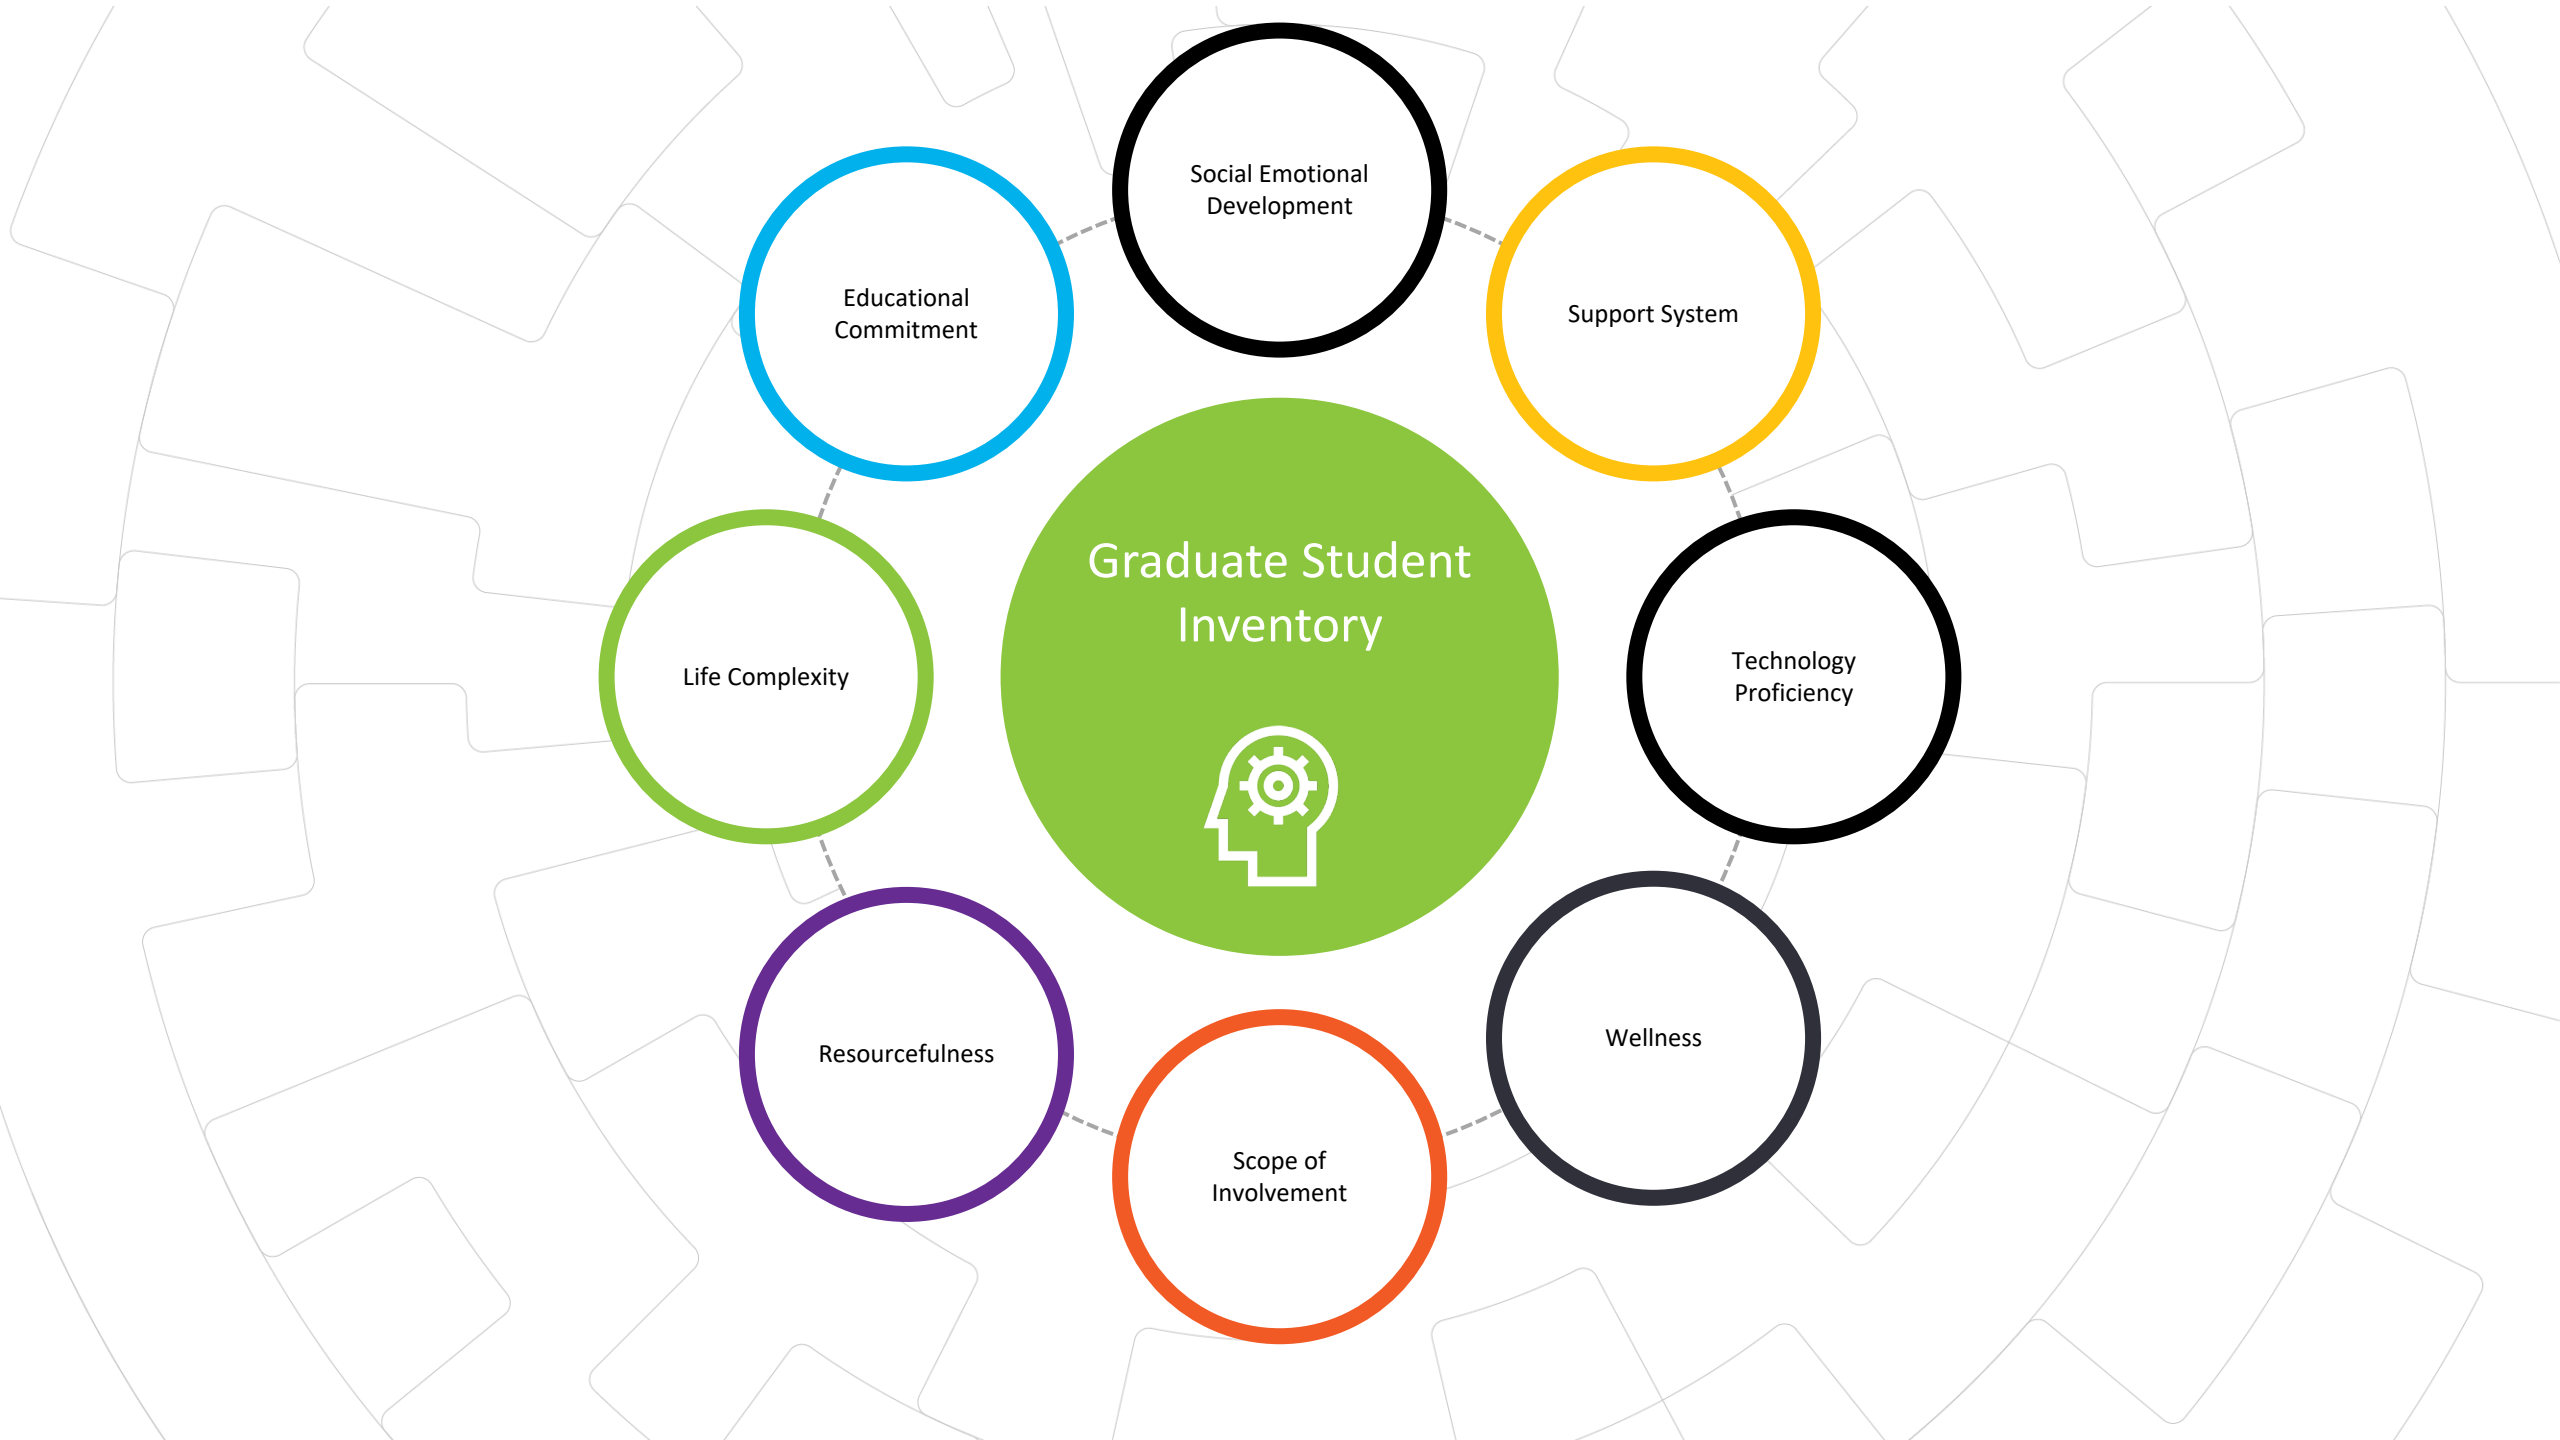 Social Emotional
Development
Educational
Commitment
Support System
Graduate Student
Inventory
Life Complexity
Technology
Proficiency
Resourcefulness
Wellness
Scope of
Involvement